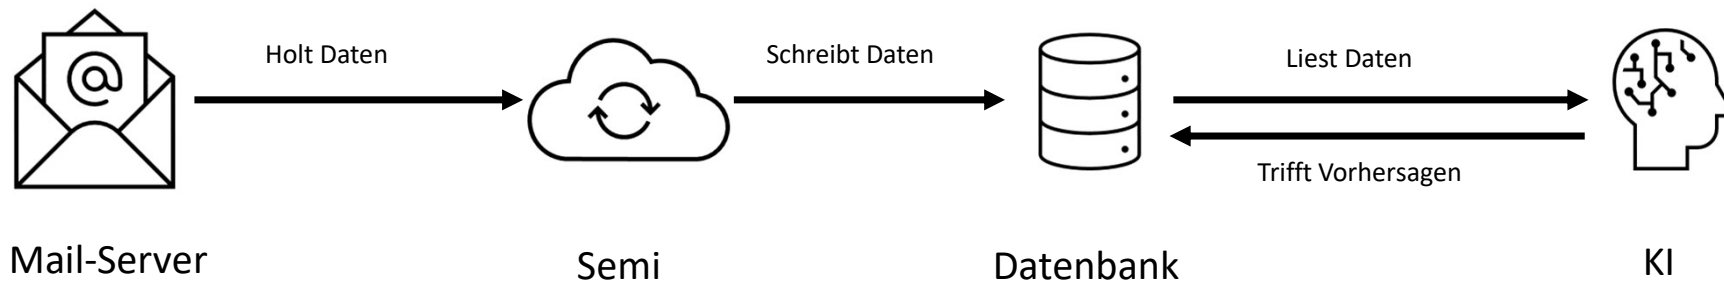 Holt Daten
Schreibt Daten
Liest Daten
Trifft Vorhersagen
Mail-Server
Semi
Datenbank
KI